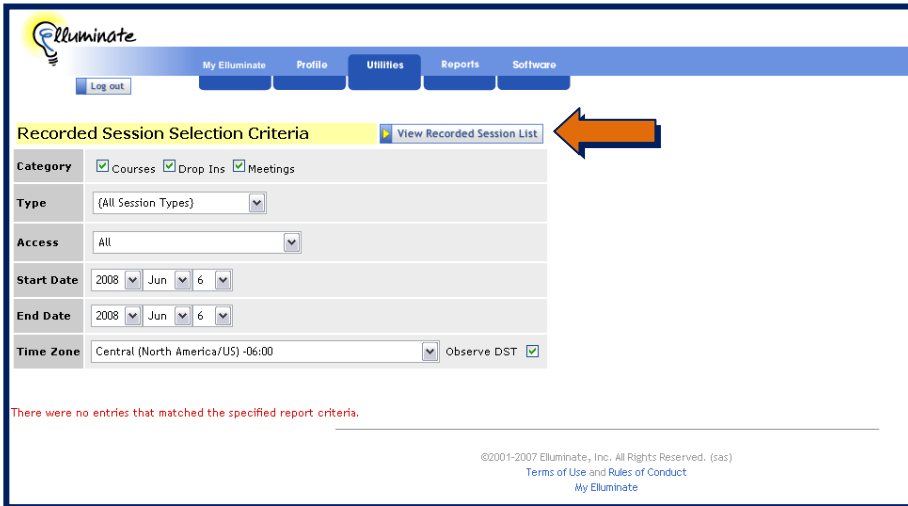 Elluminate
My Elluminate Profile Utilities Reports Software
Log out
Recorded Session Selection Criteria View Recorded Session List
Category Courses Drop Ins Meetings
Type {All Session Types}
Access All
Start Date 2008 Jun 6
End Date 2008 Jun 6
Time Zone Central (North America/US) -06:00 Observe DST
There were no entries that matched the specified report criteria.
©2001-2007 Elluminate, Inc. All Rights Reserved. (sas)
Terms of Use and Rules of Conduct
My Elluminate